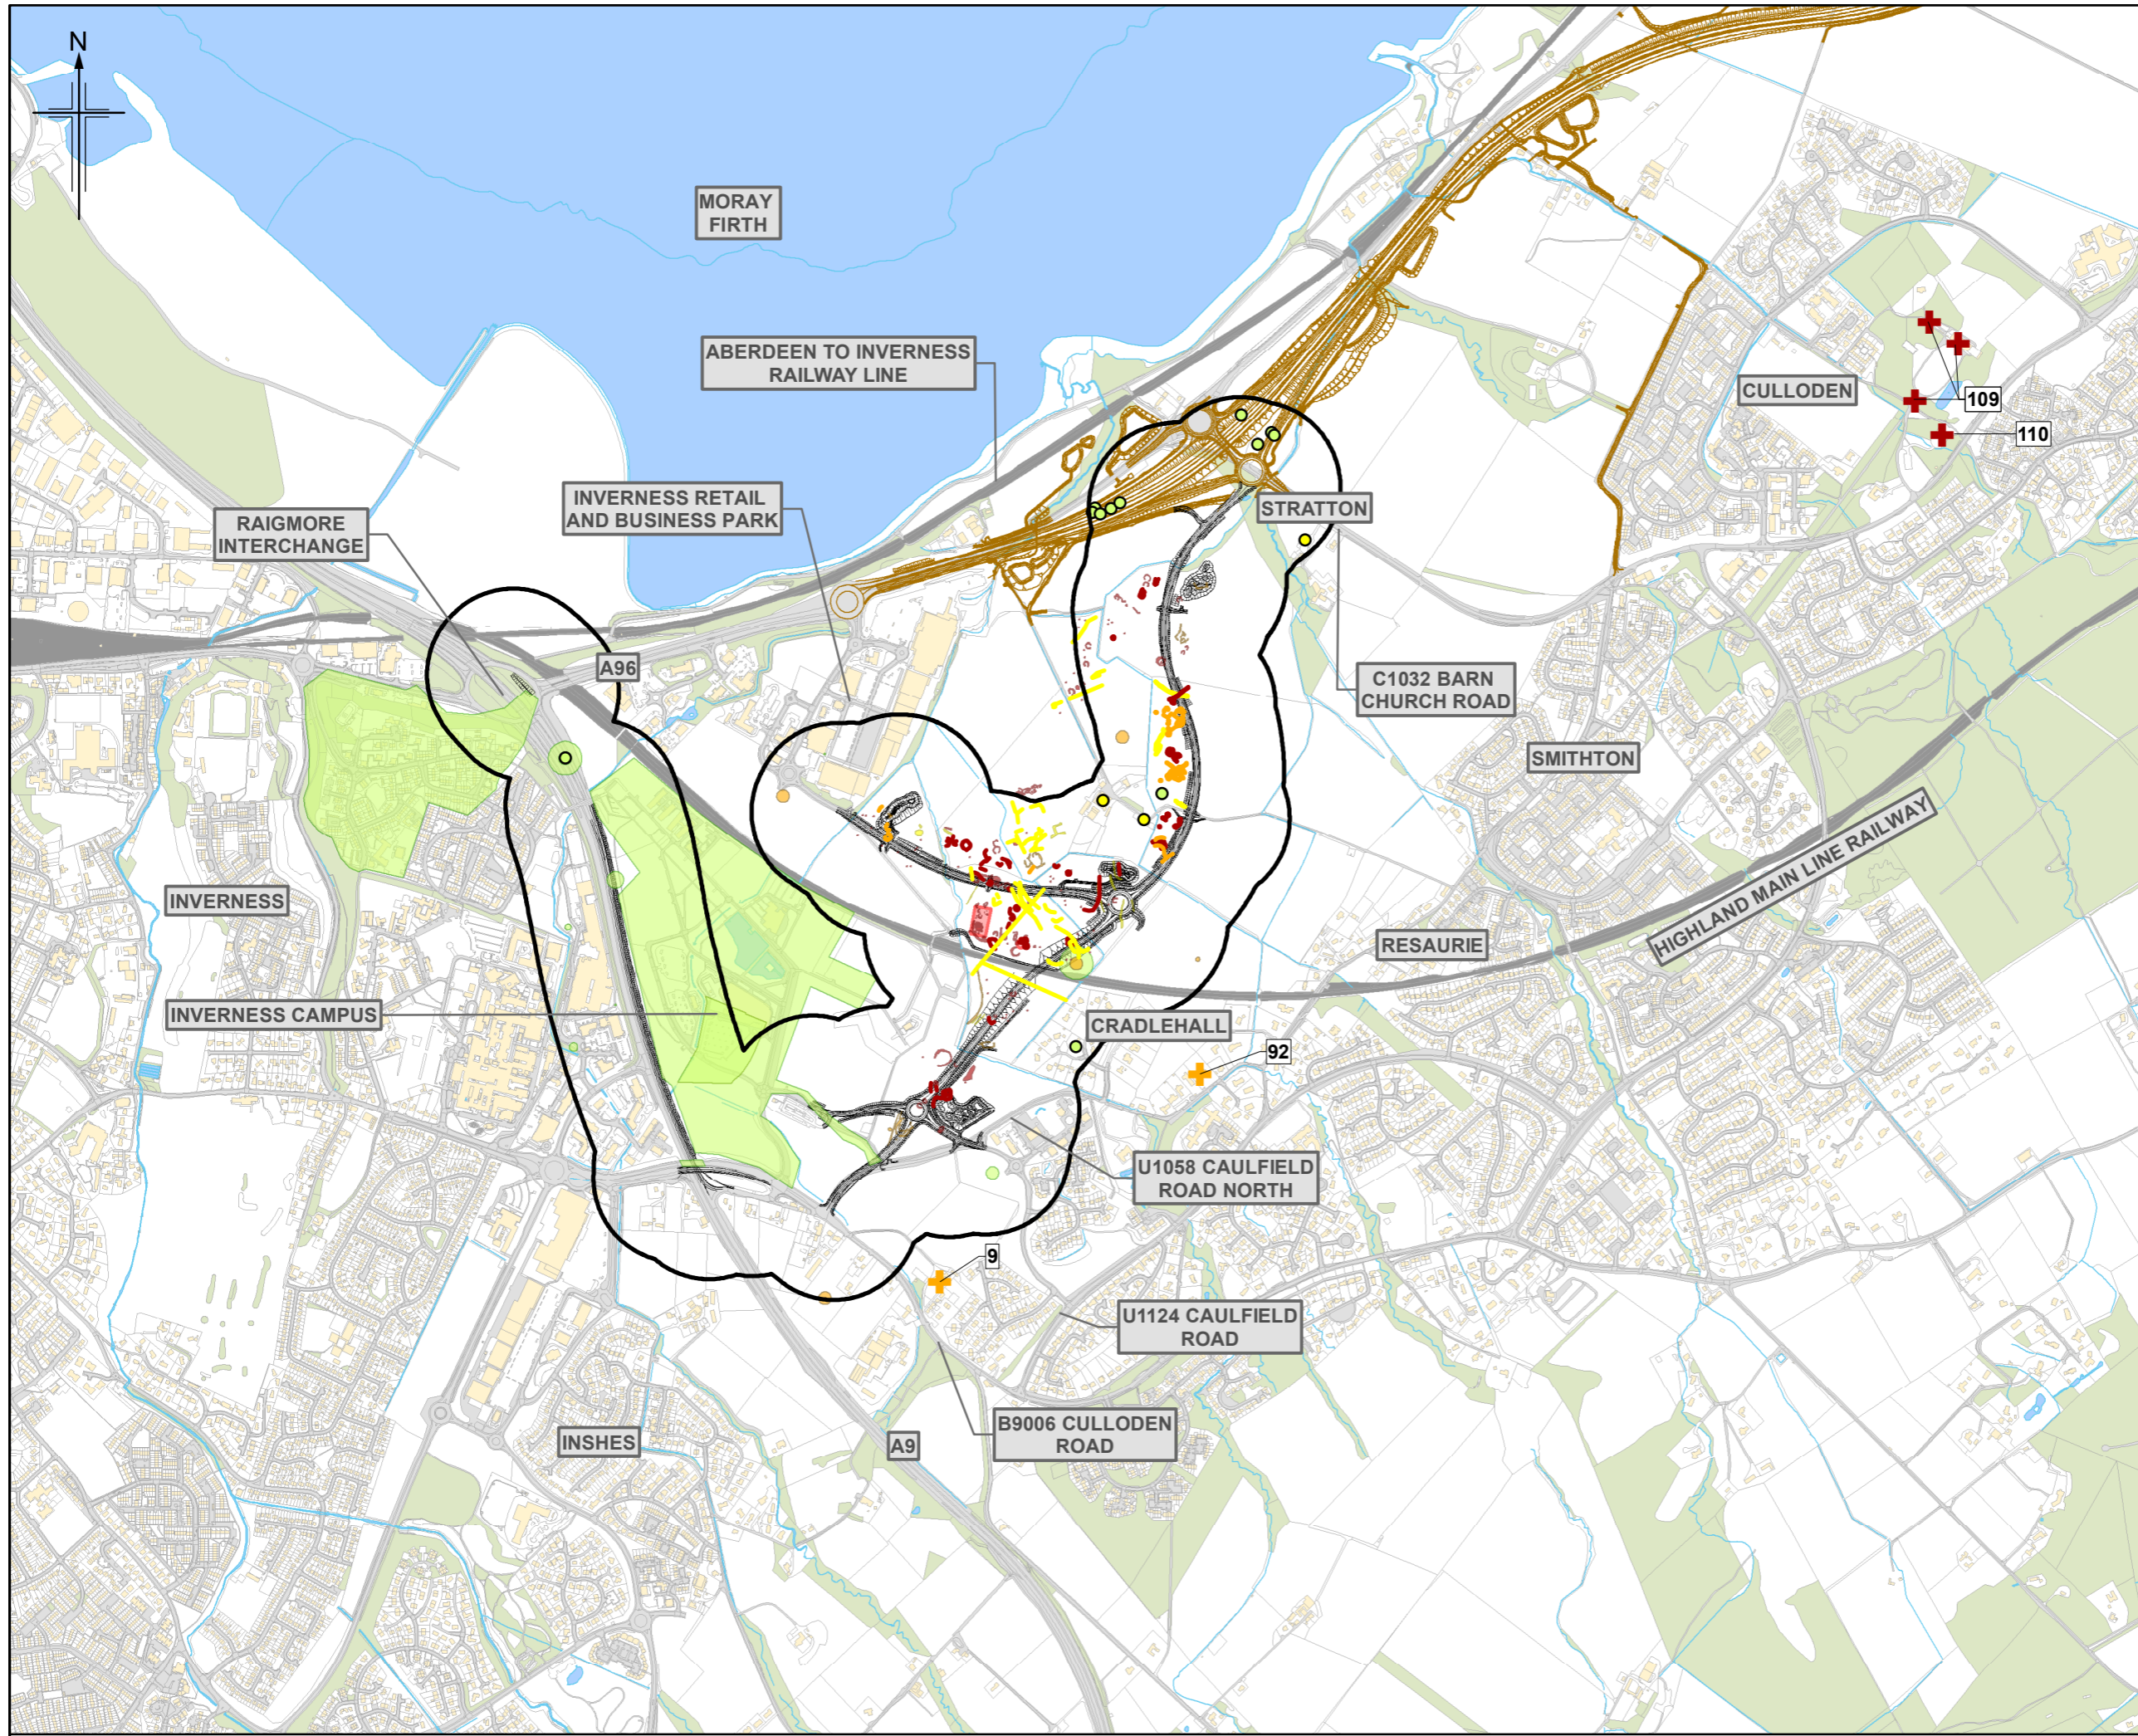 N
MORAY
FIRTH
ABERDEEN TO INVERNESS
RAILWAY LINE
CULLODEN
109
110
INVERNESS RETAIL
AND BUSINESS PARK
STRATTON
RAIGMORE
INTERCHANGE
A96
C1032 BARN
CHURCH ROAD
SMITHTON
HIGHLAND MAIN LINE RAILWAY
INVERNESS
RESAURIE
INVERNESS CAMPUS
CRADLEHALL
92
U1058 CAULFIELD
ROAD NORTH
9
U1124 CAULFIELD
ROAD
B9006 CULLODEN
ROAD
INSHES
A9